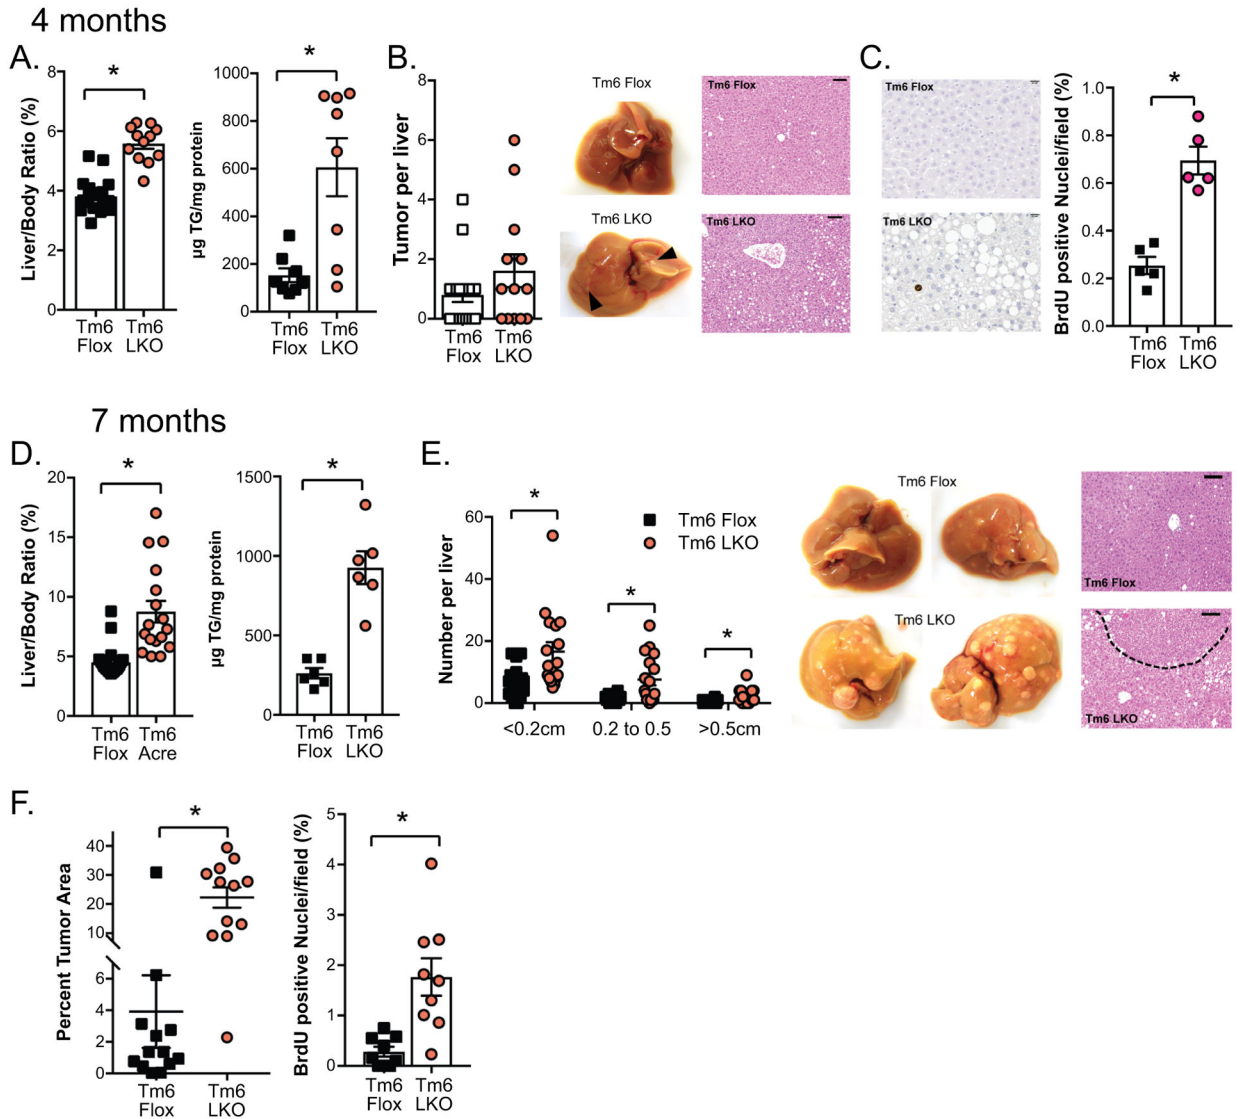 4 months
A.
Liver/Body Ratio (%)
8
6
4
2
0
*
Tm6
Flox
Tm6
LKO
µg TG/mg protein
1000
800
600
400
200
0
*
Tm6
Flox
Tm6
LKO
B.
Tumor per liver
8
6
4
2
0
Tm6
Flox
Tm6
LKO
Tm6 Flox
Tm6 LKO
Tm6 Flox
Tm6 LKO
C.
Tm6 Flox
Tm6 LKO
BrdU positive Nuclei/field (%)
1.0
0.8
0.6
0.4
0.2
0.0
*
Tm6
Flox
Tm6
LKO
7 months
D.
Liver/Body Ratio (%)
20
15
10
5
0
*
Tm6
Flox
Tm6
Acre
µg TG/mg protein
1500
1000
500
0
*
Tm6
Flox
Tm6
LKO
E.
Number per liver
60
40
20
0
*
*
*
Tm6 Flox
Tm6 LKO
<0.2cm
0.2 to 0.5
>0.5cm
Tm6 Flox
Tm6 LKO
Tm6 Flox
Tm6 LKO
F.
Percent Tumor Area
40
30
20
10
6
4
2
0
*
Tm6
Flox
Tm6
LKO
BrdU positive Nuclei/field (%)
5
4
3
2
1
0
*
Tm6
Flox
Tm6
LKO